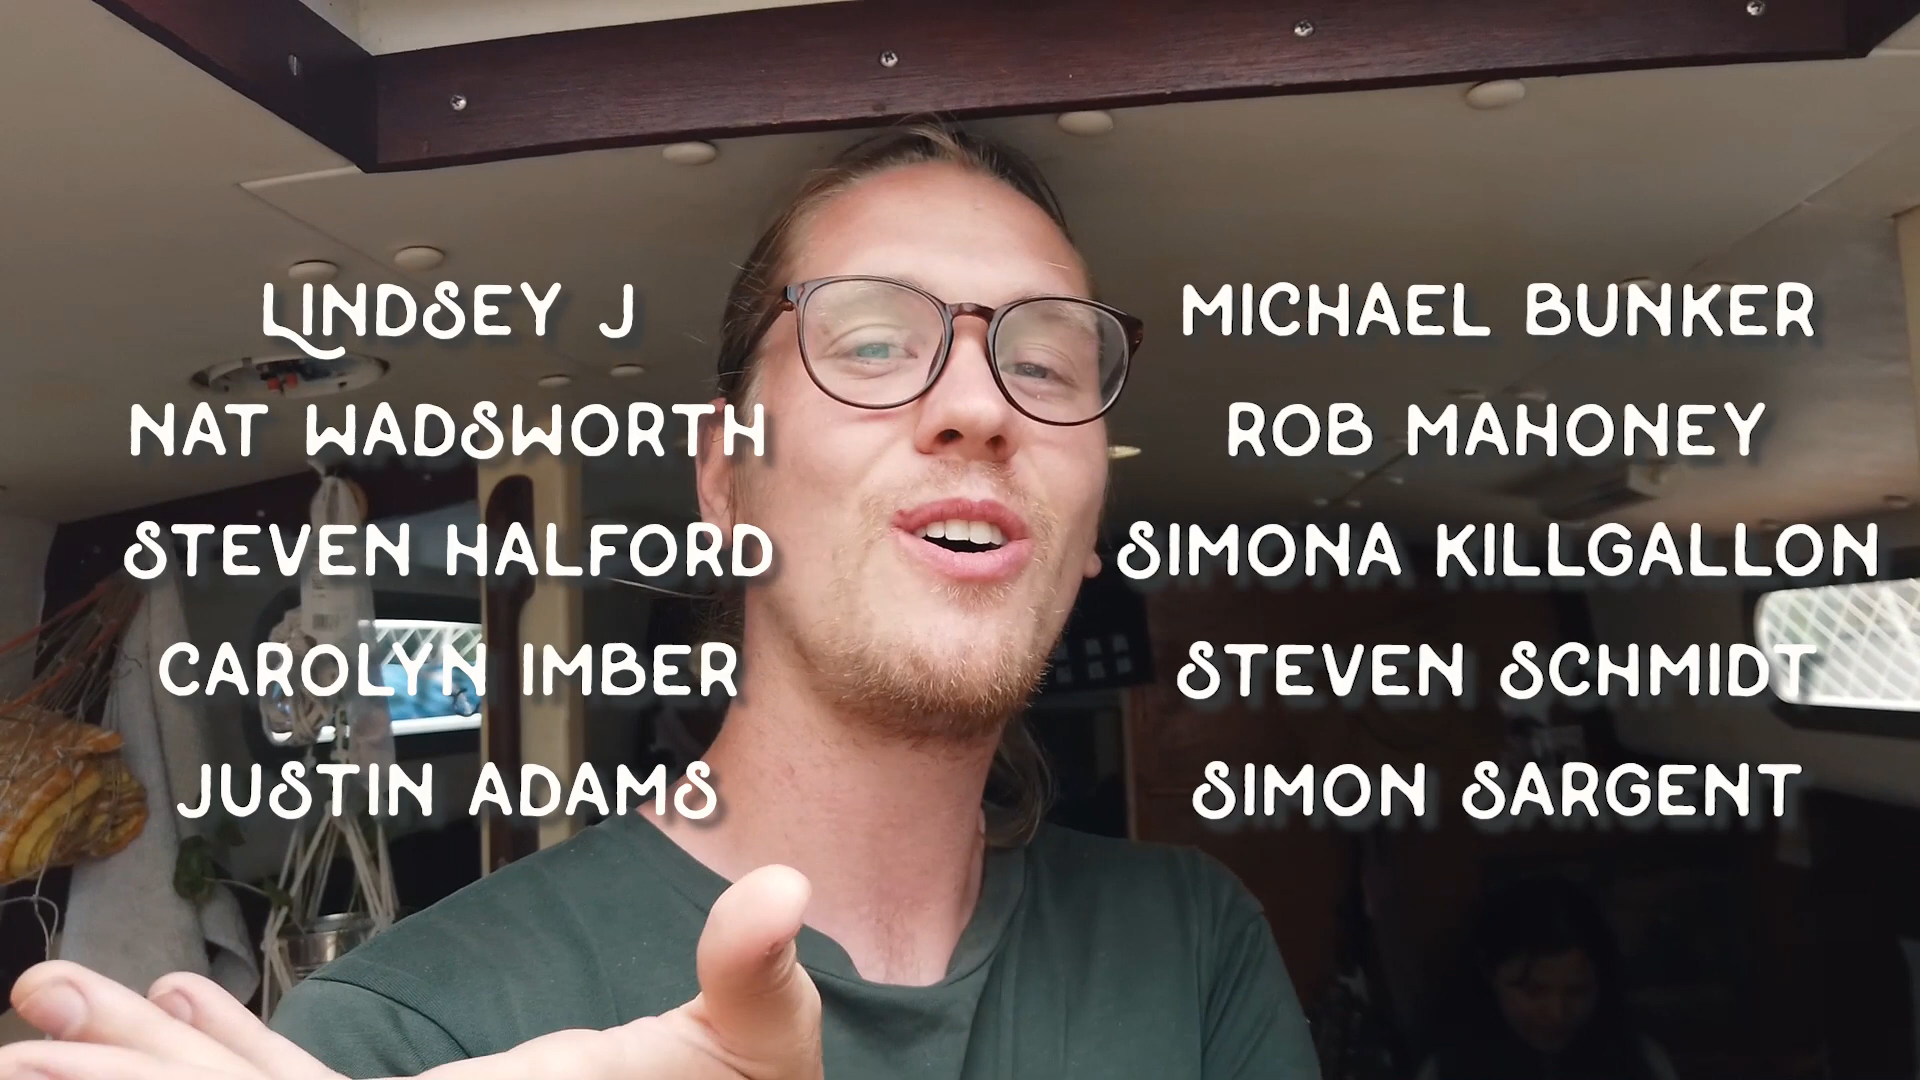 LINDSEY J
NAT WADSWORTH
STEVEN HALFORD
CAROLYN IMBER
JUSTIN ADAMS
MICHAEL BUNKER
ROB MAHONEY
SIMONA KILLGALLON
STEVEN SCHMIDT
SIMON SARGENT